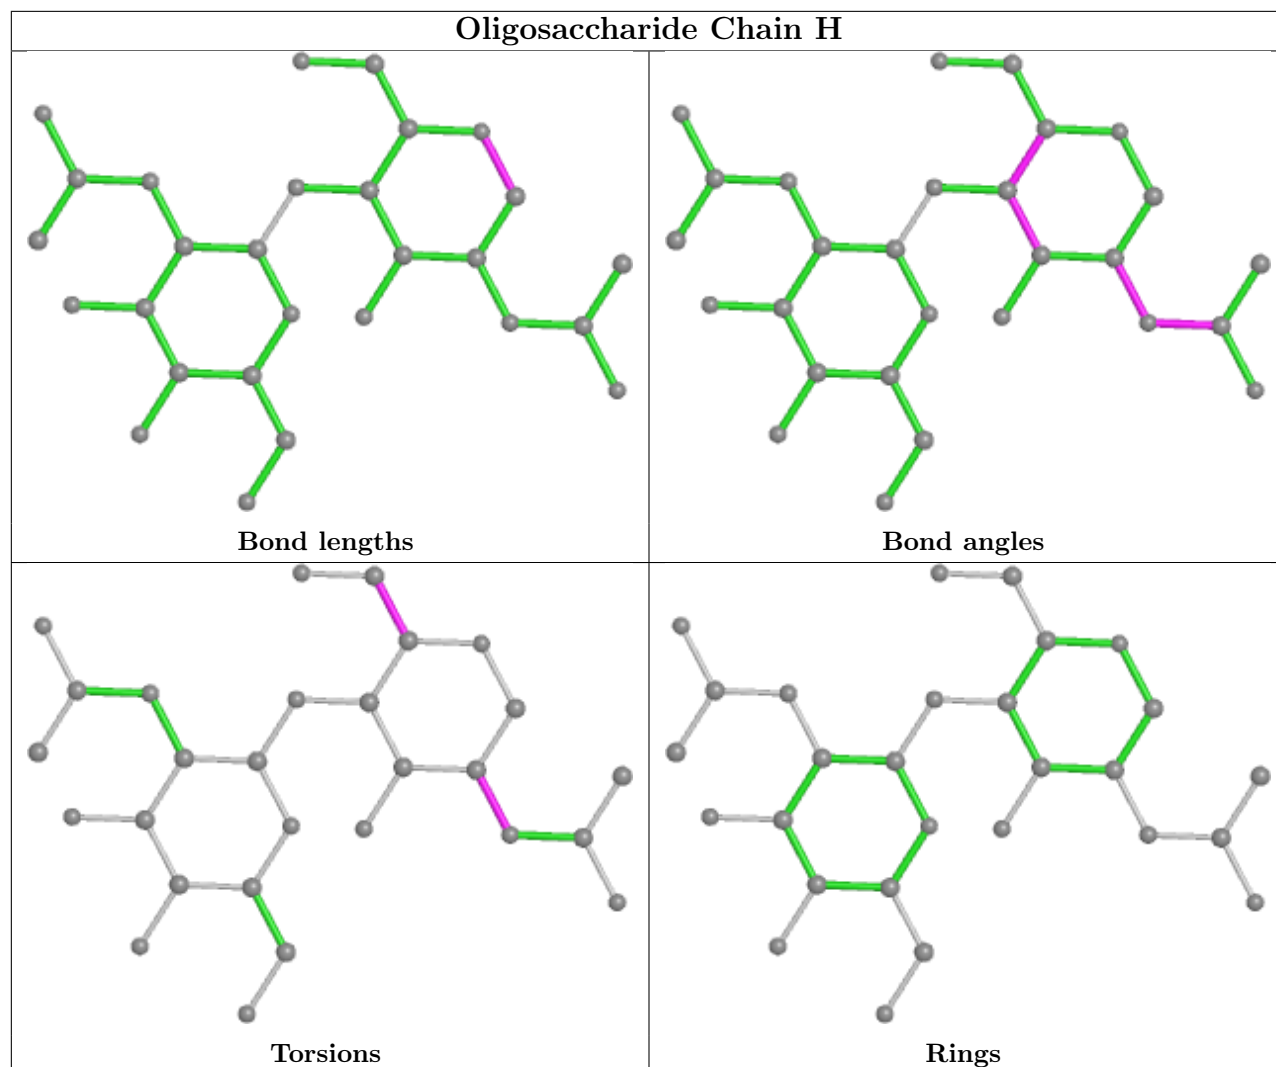 Oligosaccharide Chain H
Bond lengths
Bond angles
Torsions
Rings